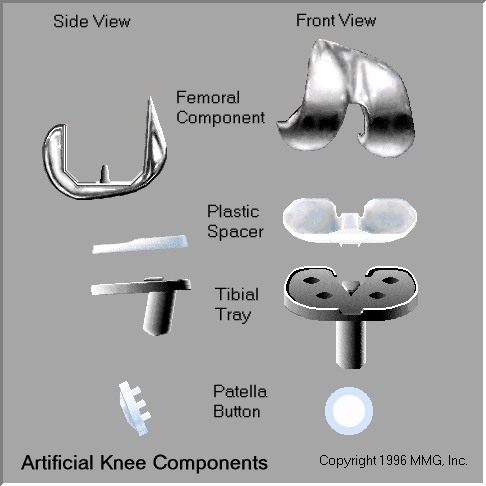 Side View
Front View
Femoral
Component
Plastic
Spacer
Tibial
Tray
Patella
Button
Artificial Knee Components
Copyright 1996 MMG, Inc.